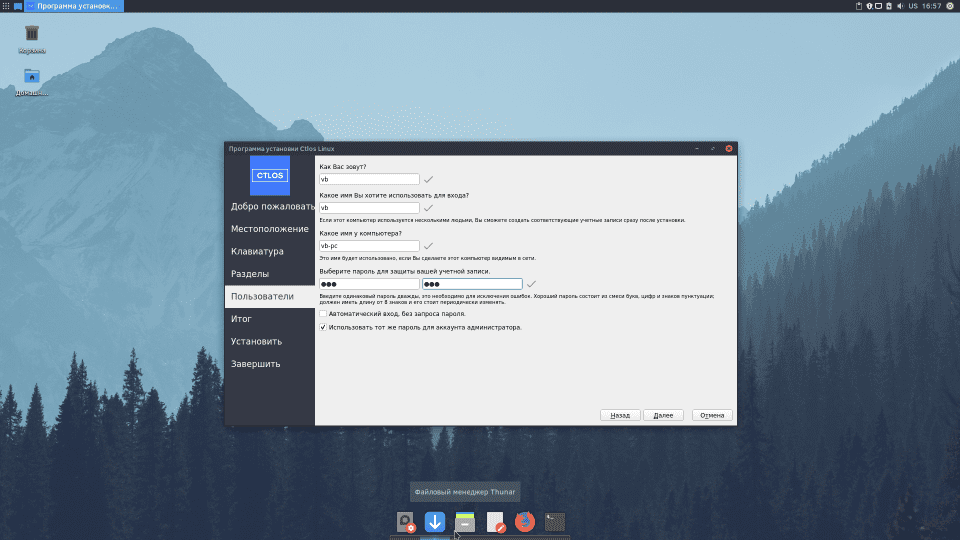 Программа установк...
US 16:57
Корзина
Домашн...
Программа установки Ctlos Linux
CTLOS
Добро пожаловать
Местоположение
Клавиатура
Разделы
Пользователи
Итог
Установить
Завершить
Как Вас зовут?
vb
Какое имя Вы хотите использовать для входа?
vb
Если этот компьютер используется несколькими людьми, Вы сможете создать соответствующие учетные записи сразу после установки.
Какое имя у компьютера?
vb-pc
Это имя будет использовано, если Вы сделаете этот компьютер видимым в сети.
Выберите пароль для защиты вашей учетной записи.
Введите одинаковый пароль дважды, это необходимо для исключения ошибок. Хороший пароль состоит из смеси букв, цифр и знаков пунктуации;
должен иметь длину от 8 знаков и его стоит периодически изменять.
Автоматический вход, без запроса пароля.
Использовать тот же пароль для аккаунта администратора.
Назад Далее Отмена
Файловый менеджер Thunar